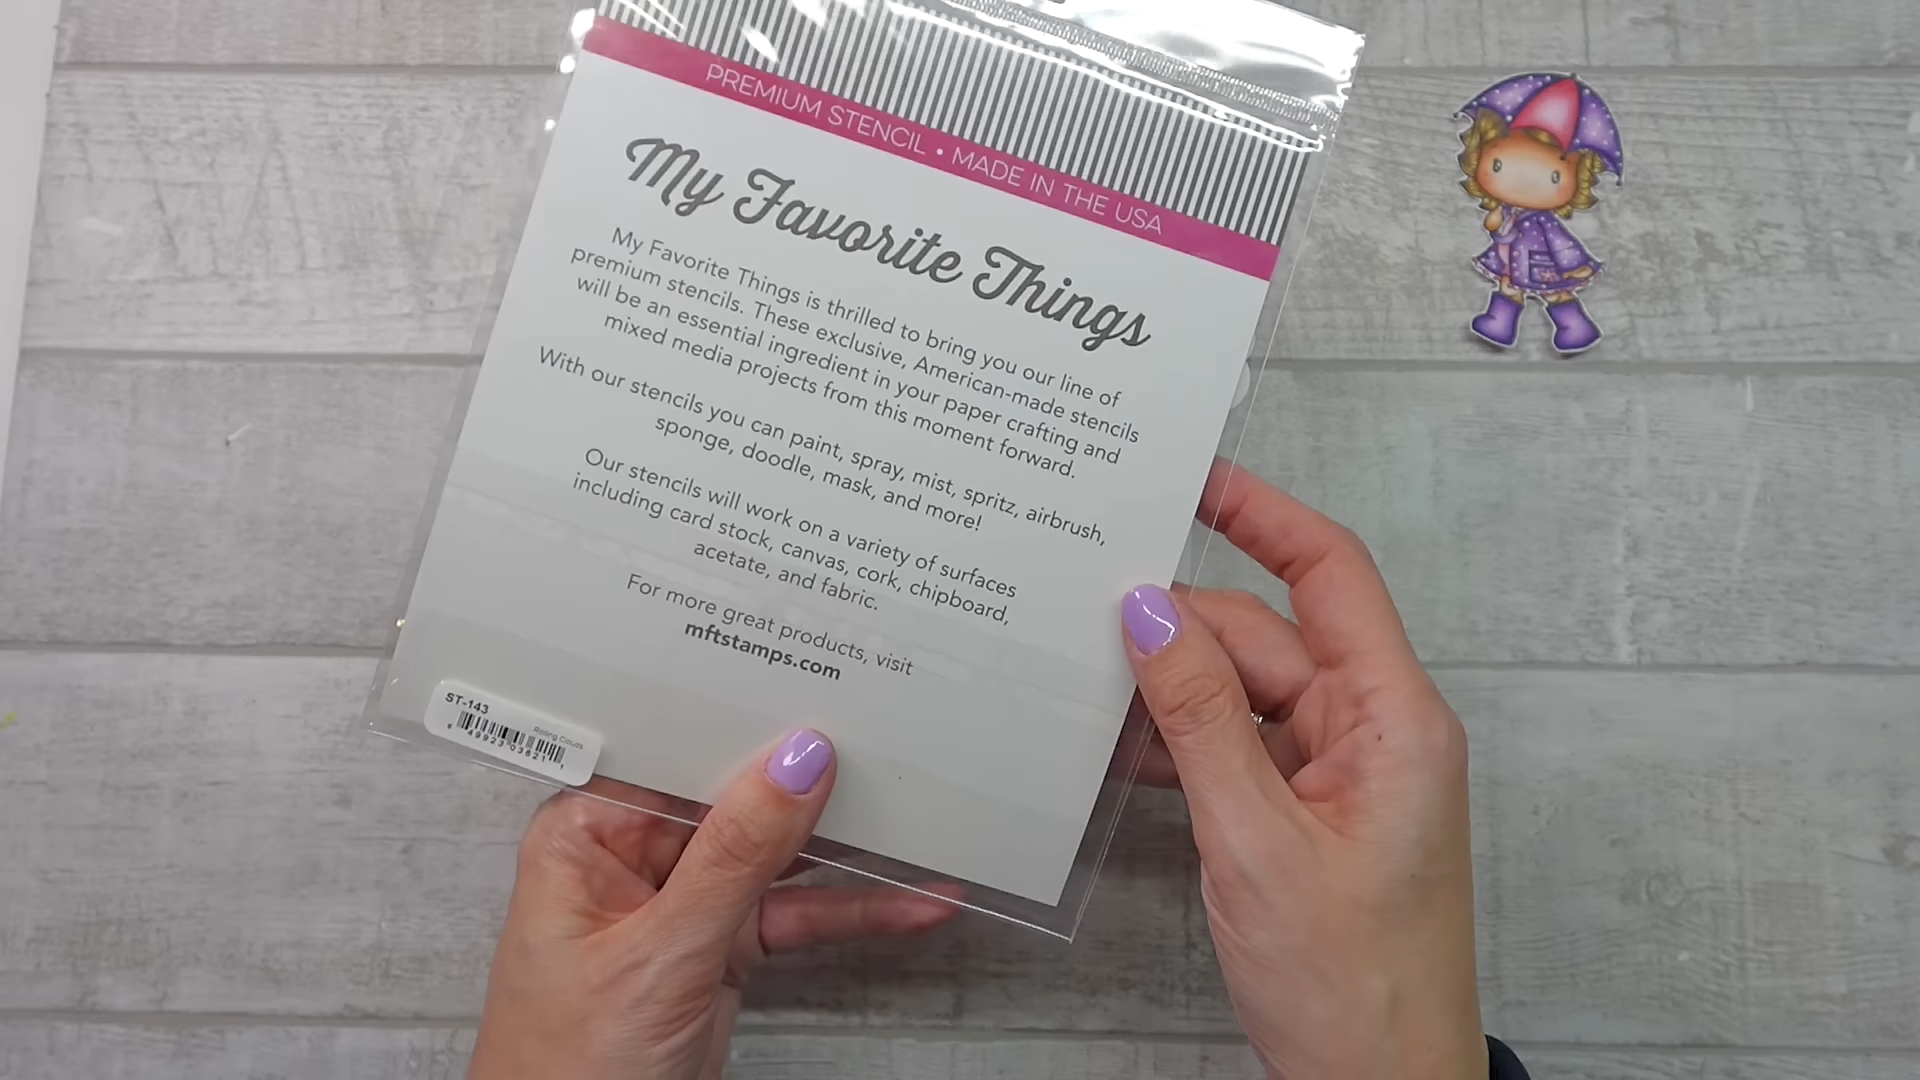 PREMIUM STENCIL • MADE IN THE USA
My Favorite Things
My Favorite Things is thrilled to bring you our line of
premium stencils. These exclusive, American-made stencils
will be an essential ingredient in your paper crafting and
mixed media projects from this moment forward.
With our stencils you can paint, spray, mist, spritz, airbrush,
sponge, doodle, mask, and more!
Our stencils will work on a variety of surfaces
including card stock, canvas, cork, chipboard,
acetate, and fabric.
For more great products, visit
mftstamps.com
ST-143
Rolling Clouds
49923 03621 1